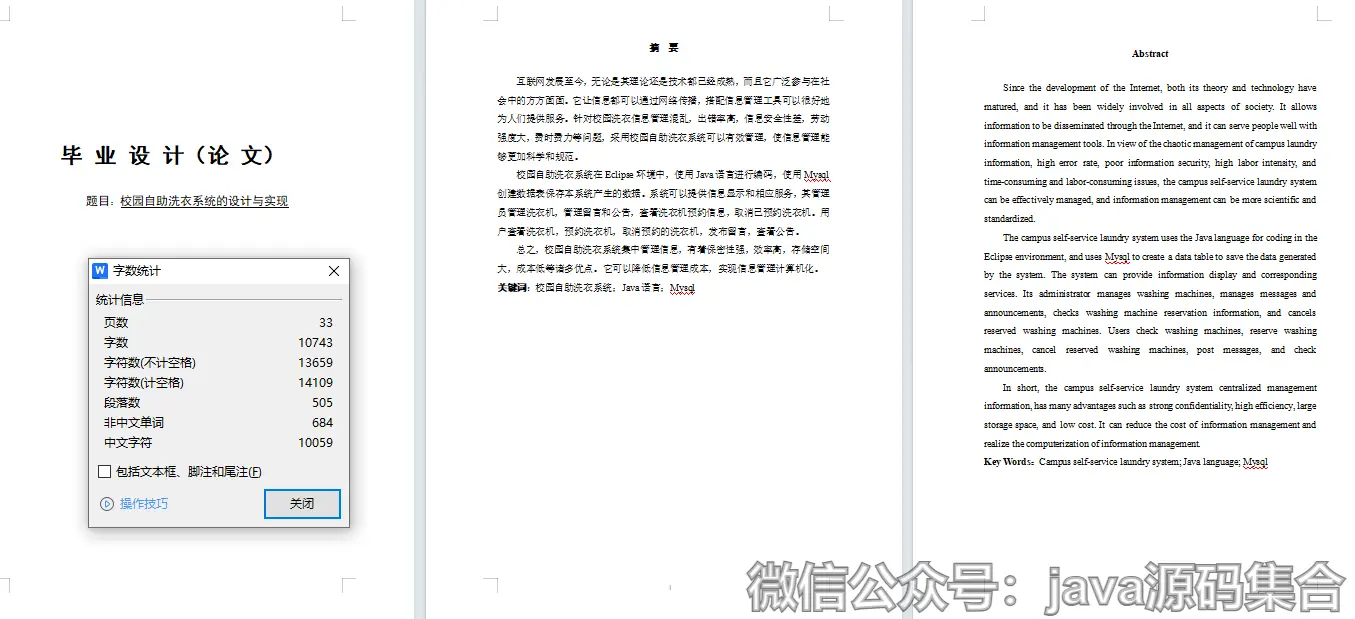 毕 业 设 计（论 文）
题目：校园自助洗衣系统的设计与实现
字数统计
统计信息
页数 33
字数 10743
字符数(不计空格) 13659
字符数(计空格) 14109
段落数 505
非中文单词 684
中文字符 10059
包括文本框、脚注和尾注(F)
操作技巧
关闭
摘 要
互联网发展至今，无论是其理论还是技术都已经成熟，而且它广泛参与在社
会中的方方面面。它让信息都可以通过网络传播，搭配信息管理工具可以很好地
为人们提供服务。针对校园洗衣信息管理混乱，出错率高，信息安全性差，劳动
强度大，费时费力等问题，采用校园自助洗衣系统可以有效管理，使信息管理能
够更加科学和规范。
校园自助洗衣系统在 Eclipse 环境中，使用 Java 语言进行编码，使用 Mysql
创建数据表保存本系统产生的数据。系统可以提供信息显示和相应服务，其管理
员管理洗衣机，管理留言和公告，查看洗衣机预约信息，取消已预约洗衣机。用
户查看洗衣机，预约洗衣机，取消预约的洗衣机，发布留言，查看公告。
总之，校园自助洗衣系统集中管理信息，有着保密性强，效率高，存储空间
大，成本低等诸多优点。它可以降低信息管理成本，实现信息管理计算机化。
关键词：校园自助洗衣系统；Java 语言；Mysql
Abstract
Since the development of the Internet, both its theory and technology have
matured, and it has been widely involved in all aspects of society. It allows
information to be disseminated through the Internet, and it can serve people well with
information management tools. In view of the chaotic management of campus laundry
information, high error rate, poor information security, high labor intensity, and
time-consuming and labor-consuming issues, the campus self-service laundry system
can be effectively managed, and information management can be more scientific and
standardized.
The campus self-service laundry system uses the Java language for coding in the
Eclipse environment, and uses Mysql to create a data table to save the data generated
by the system. The system can provide information display and corresponding
services. Its administrator manages washing machines, manages messages and
announcements, checks washing machine reservation information, and cancels
reserved washing machines. Users check washing machines, reserve washing
machines, cancel reserved washing machines, post messages, and check
announcements.
In short, the campus self-service laundry system centralized management
information, has many advantages such as strong confidentiality, high efficiency, large
storage space, and low cost. It can reduce the cost of information management and
realize the computerization of information management.
Key Words：Campus self-service laundry system; Java language; Mysql
微信公众号：java源码集合